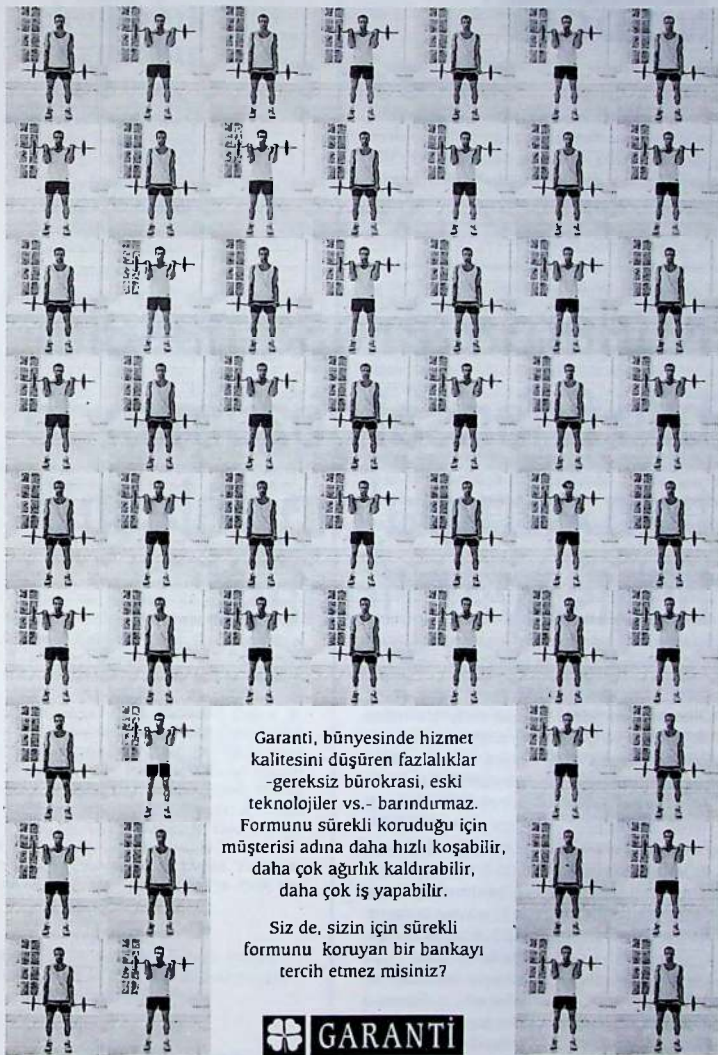 Garanti, bünyesinde hizmet
kalitesini düşüren fazlalıklar
-gereksiz bürokrasi, eski
teknolojiler vs.- barındırmaz.
Formunu sürekli koruduğu için
müşterisi adına daha hızlı koşabilir,
daha çok ağırlık kaldırabilir,
daha çok iş yapabilir.
Siz de, sizin için sürekli
formunu koruyan bir bankayı
tercih etmez misiniz?
GARANTİ